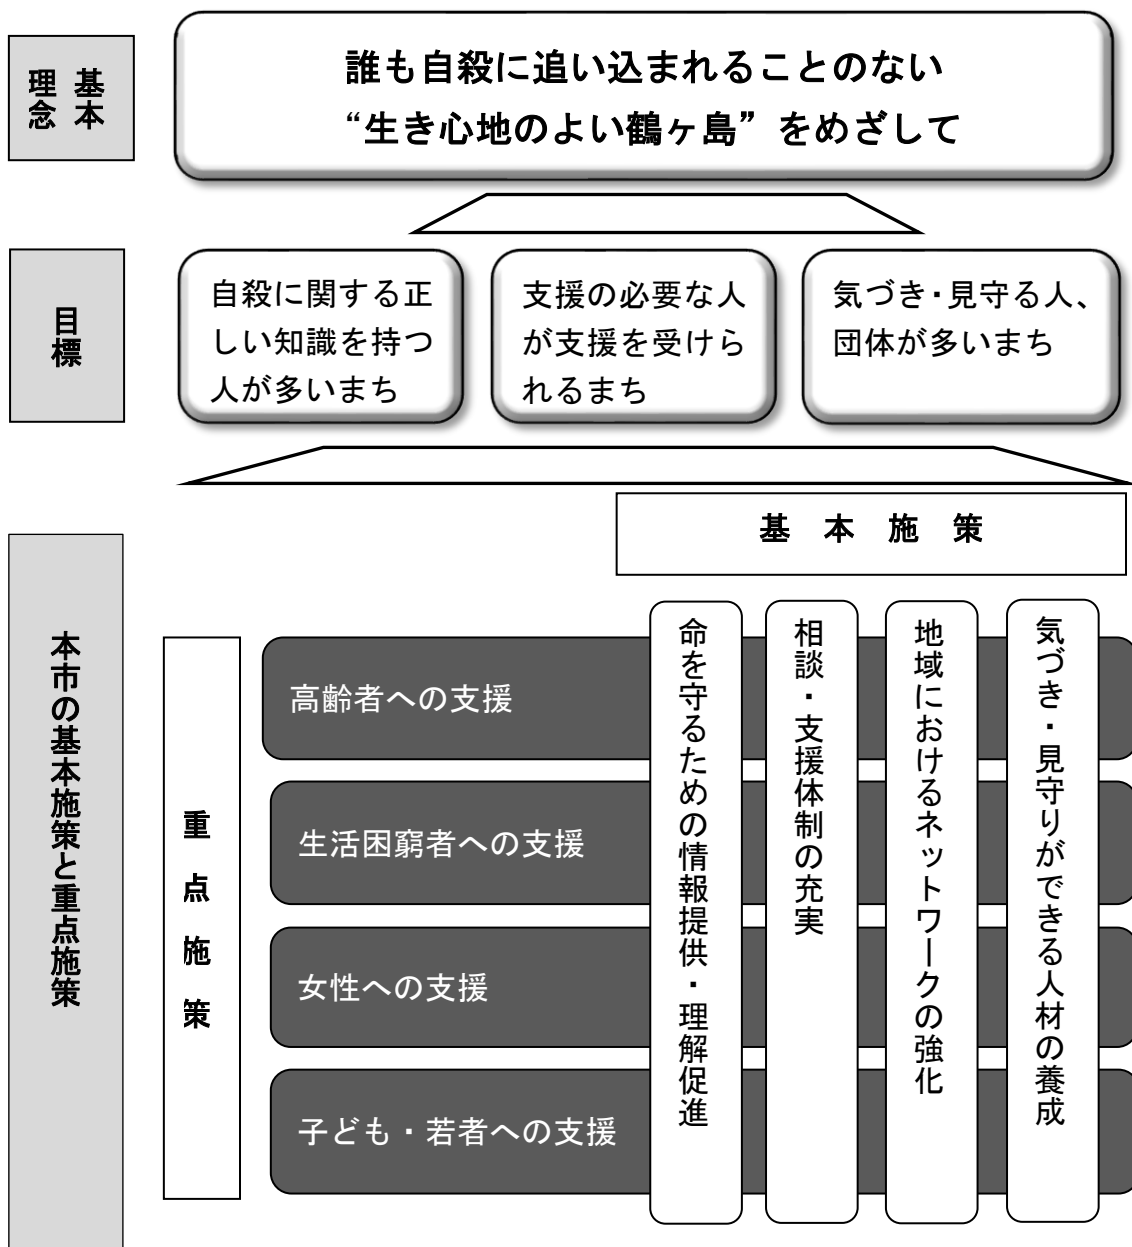 基本
理念
誰も自殺に追い込まれることのない
“生き心地のよい鶴ヶ島”をめざして
目標
自殺に関する正
しい知識を持つ
人が多いまち
支援の必要な人
が支援を受けら
れるまち
気づき・見守る人、
団体が多いまち
本市の基本施策と重点施策
基本施策
重点施策
高齢者への支援
生活困窮者への支援
女性への支援
子ども・若者への支援
命を守るための情報提供・理解促進
相談・支援体制の充実
地域におけるネットワークの強化
気づき・見守りができる人材の養成